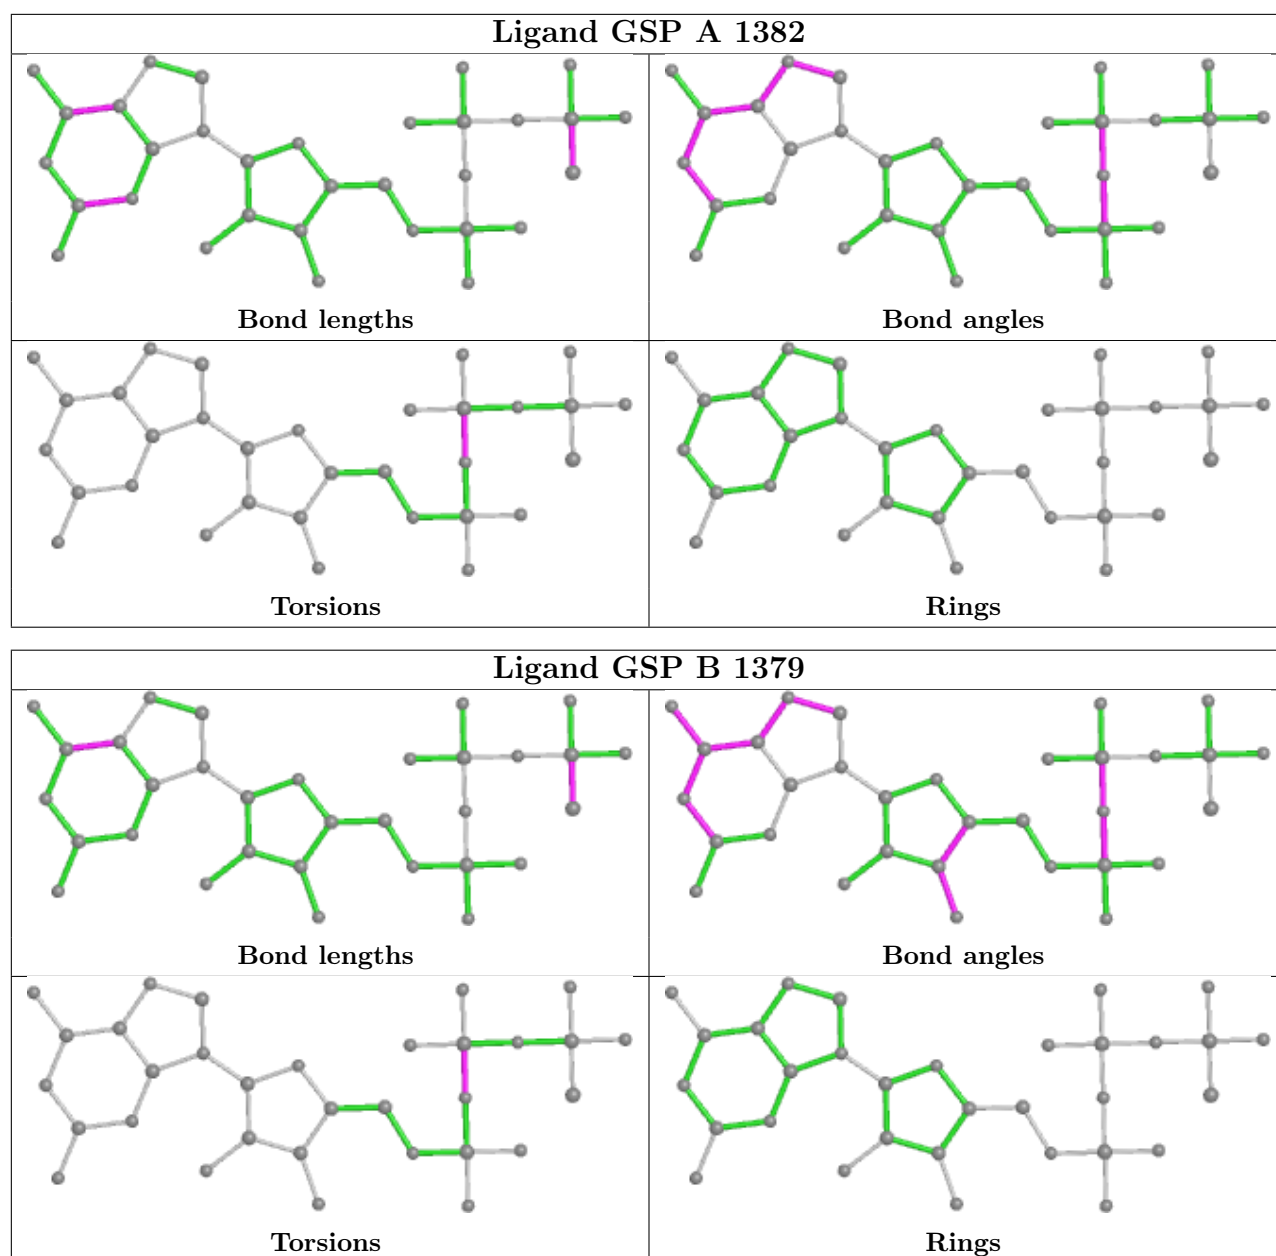 Ligand GSP A 1382
Bond lengths
Bond angles
Torsions
Rings
Ligand GSP B 1379
Bond lengths
Bond angles
Torsions
Rings